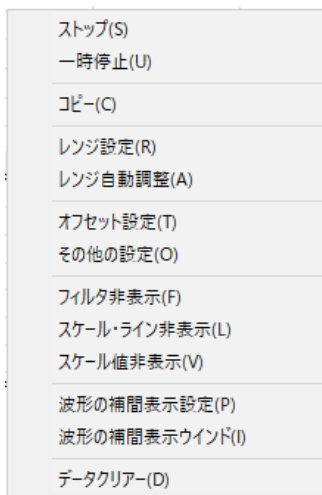 ストップ(S)
一時停止(U)
コピー(C)
レンジ設定(R)
レンジ自動調整(A)
オフセット設定(T)
その他の設定(O)
フィルタ非表示(F)
スケール・ライン非表示(L)
スケール値非表示(V)
波形の補間表示設定(P)
波形の補間表示ウインド(I)
データクリアー(D)